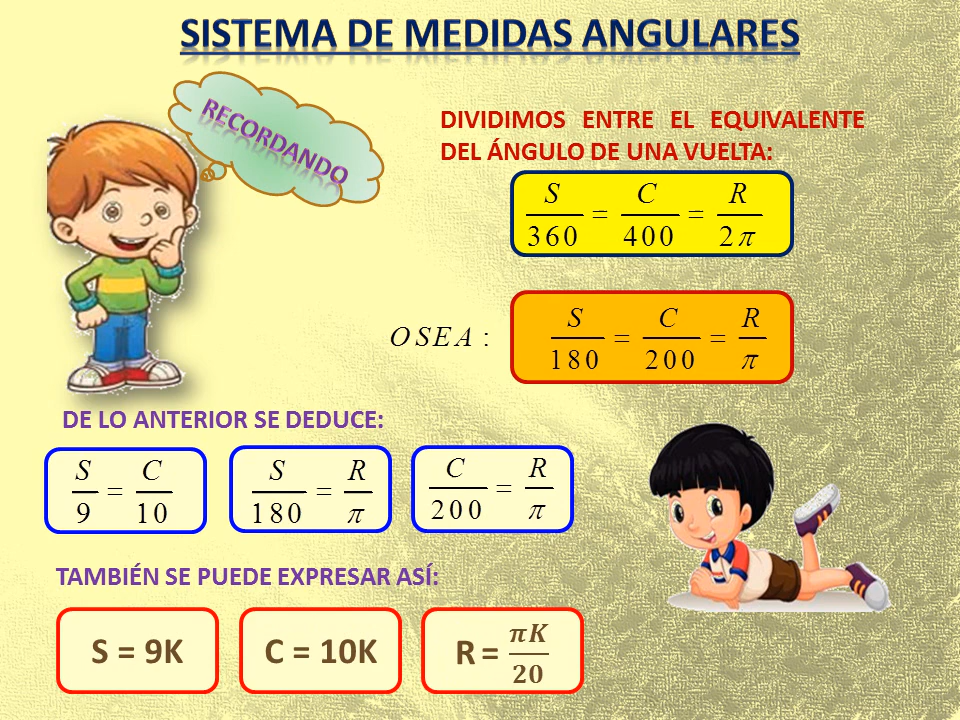 SISTEMA DE MEDIDAS ANGULARES
RECORDANDO
DIVIDIMOS ENTRE EL EQUIVALENTE
DEL ÁNGULO DE UNA VUELTA:
S/360 = C/400 = R/2π
OSEA: S/180 = C/200 = R/π
DE LO ANTERIOR SE DEDUCE:
S/9 = C/10 S/180 = R/π C/200 = R/π
TAMBIÉN SE PUEDE EXPRESAR ASÍ:
S = 9K C = 10K R = πK/20